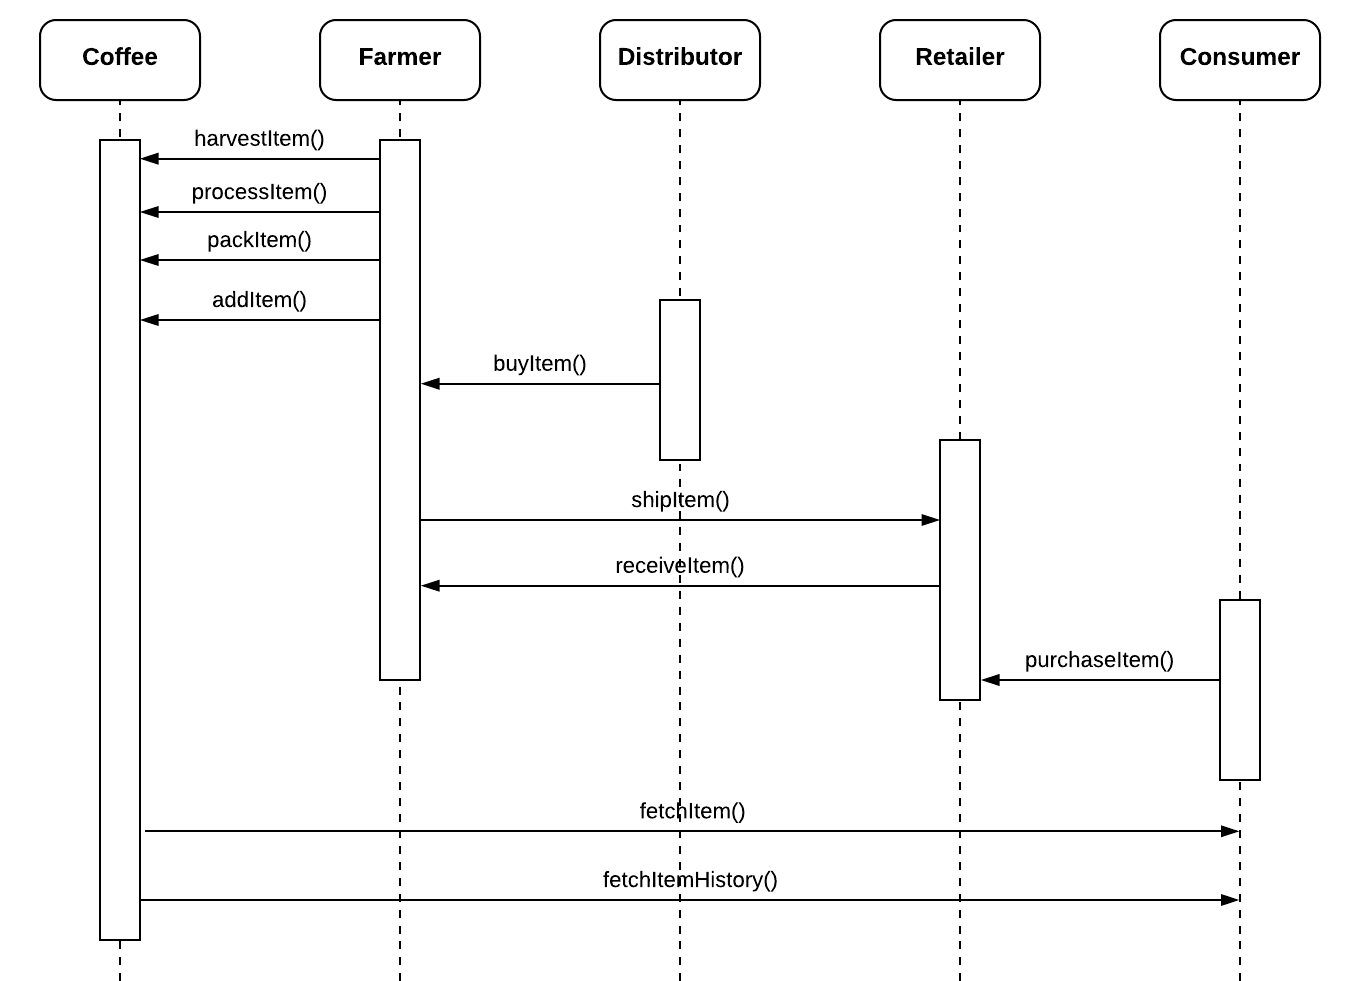 Coffee
Farmer
Distributor
Retailer
Consumer
harvestItem()
processItem()
packItem()
addItem()
buyItem()
shipItem()
receiveItem()
purchaseItem()
fetchItem()
fetchItemHistory()